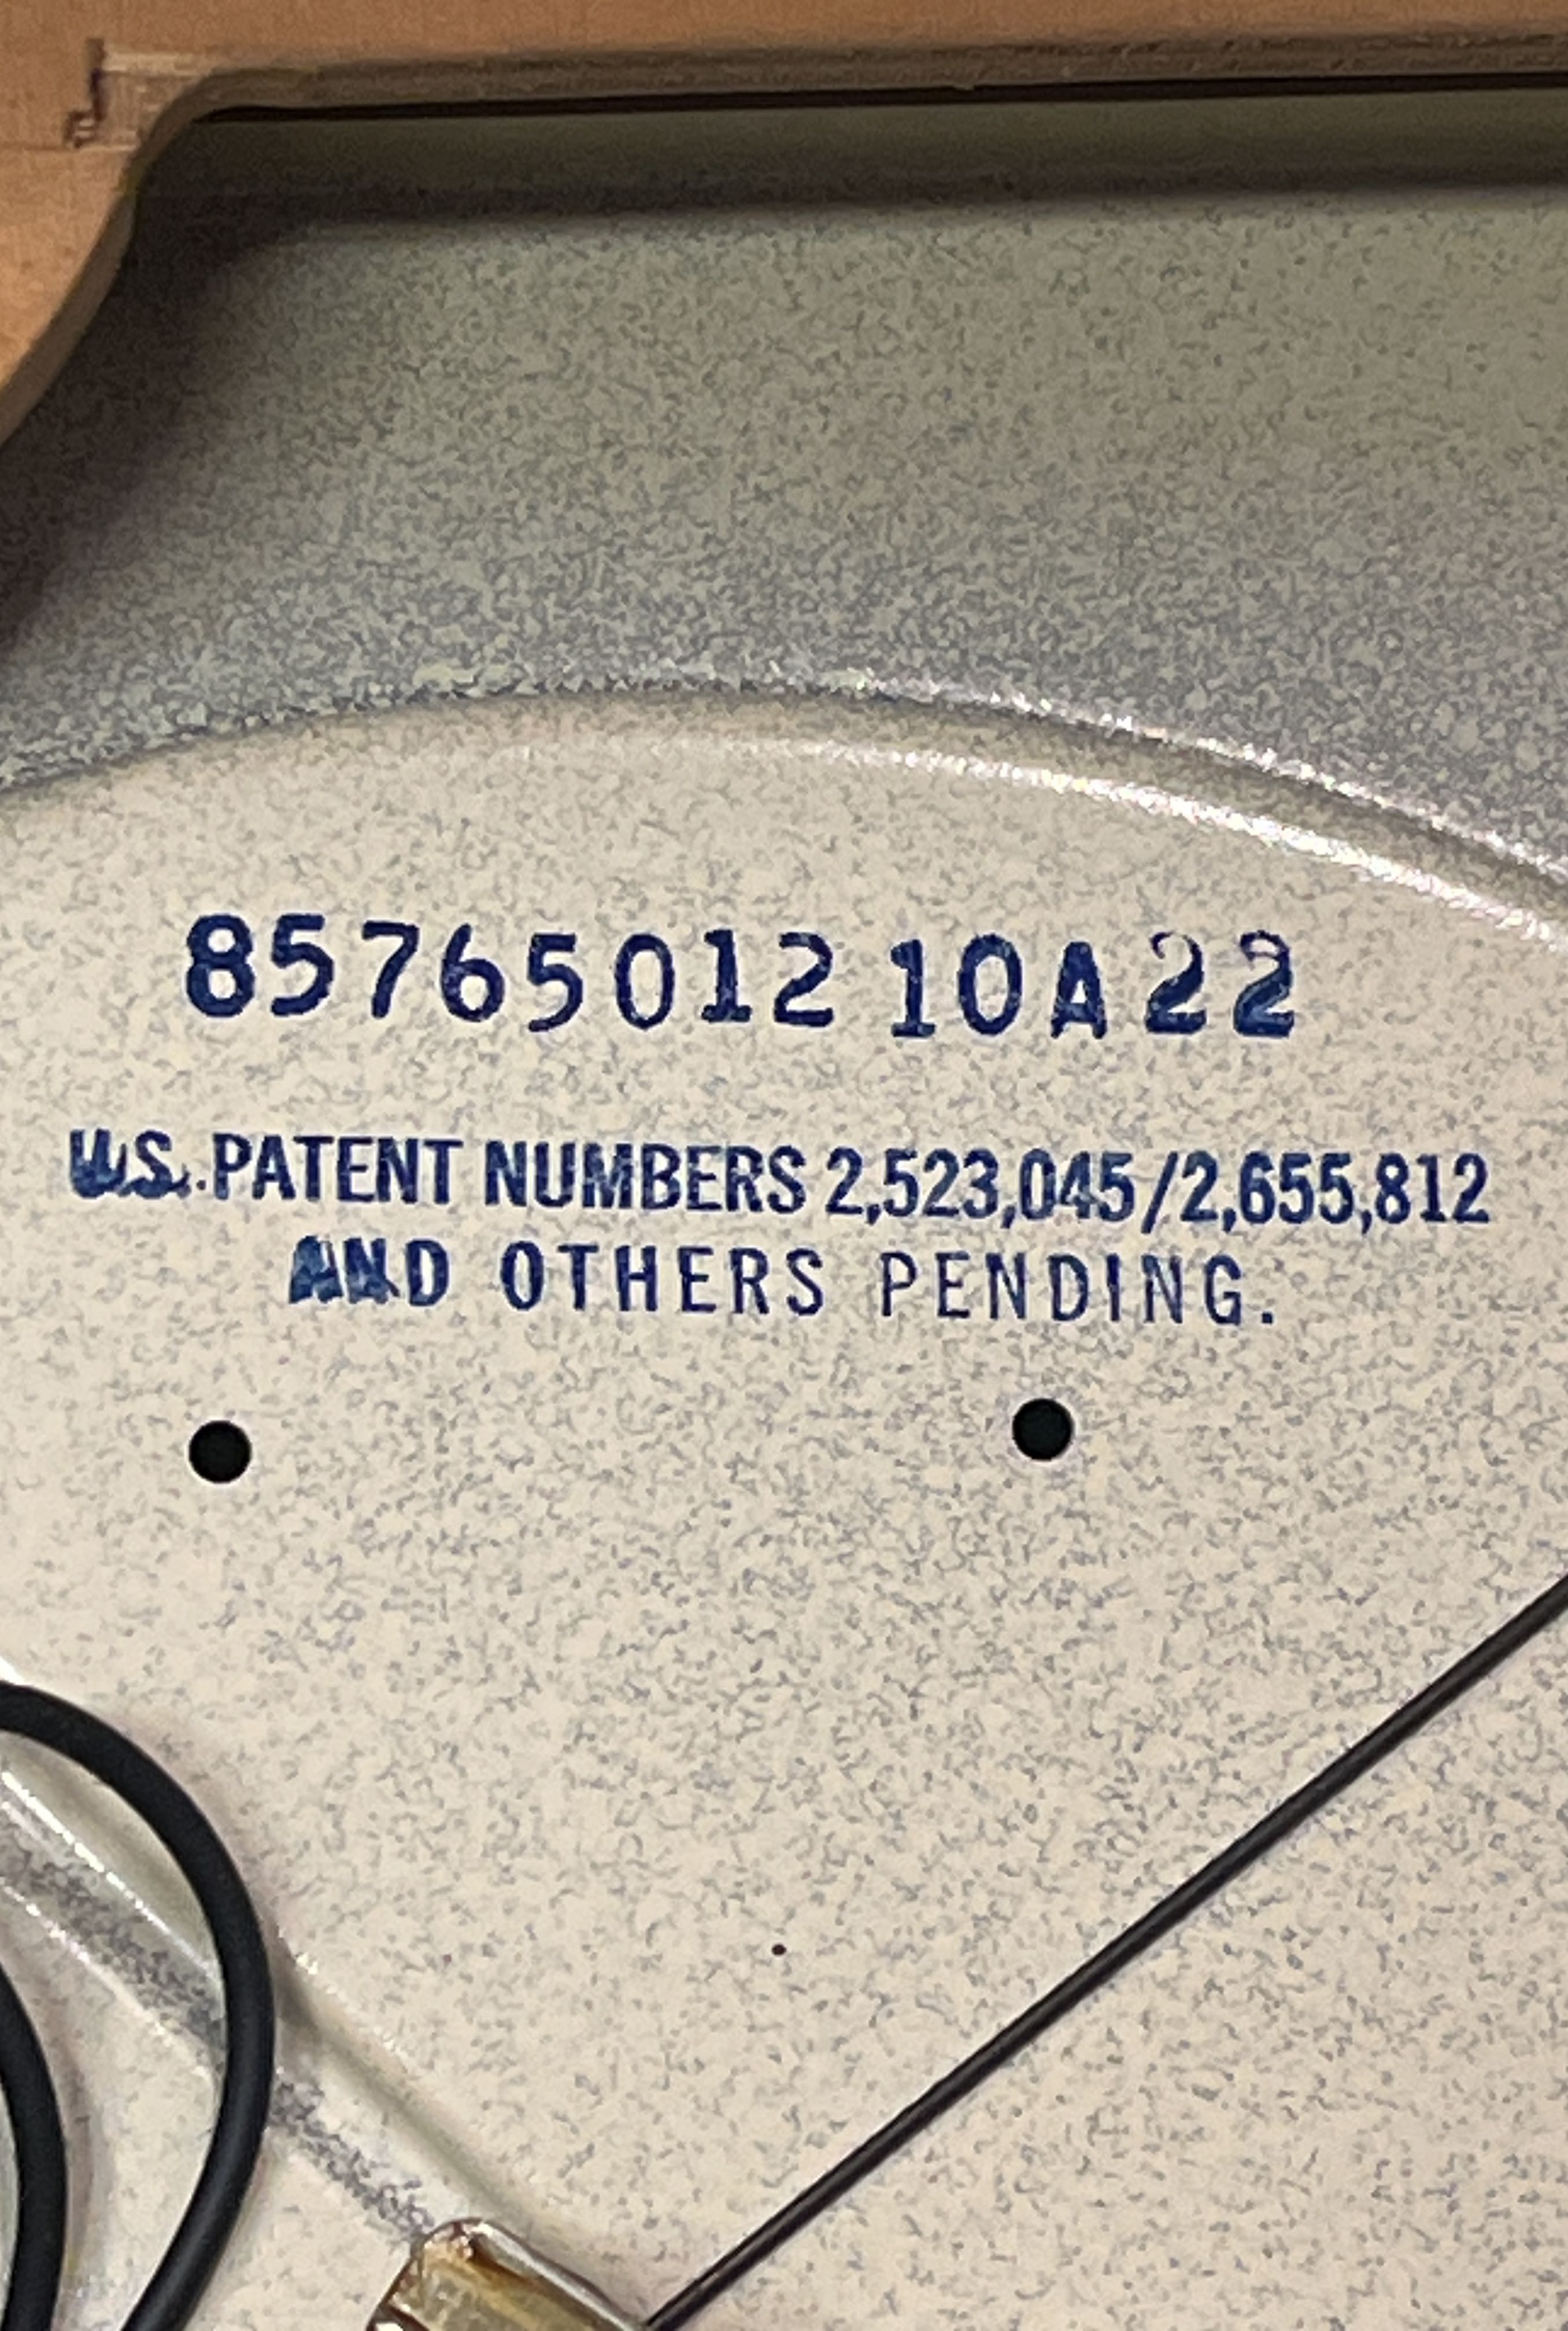 85765012 10A22
U.S. PATENT NUMBERS 2,523,045/2,655,812
AND OTHERS PENDING.